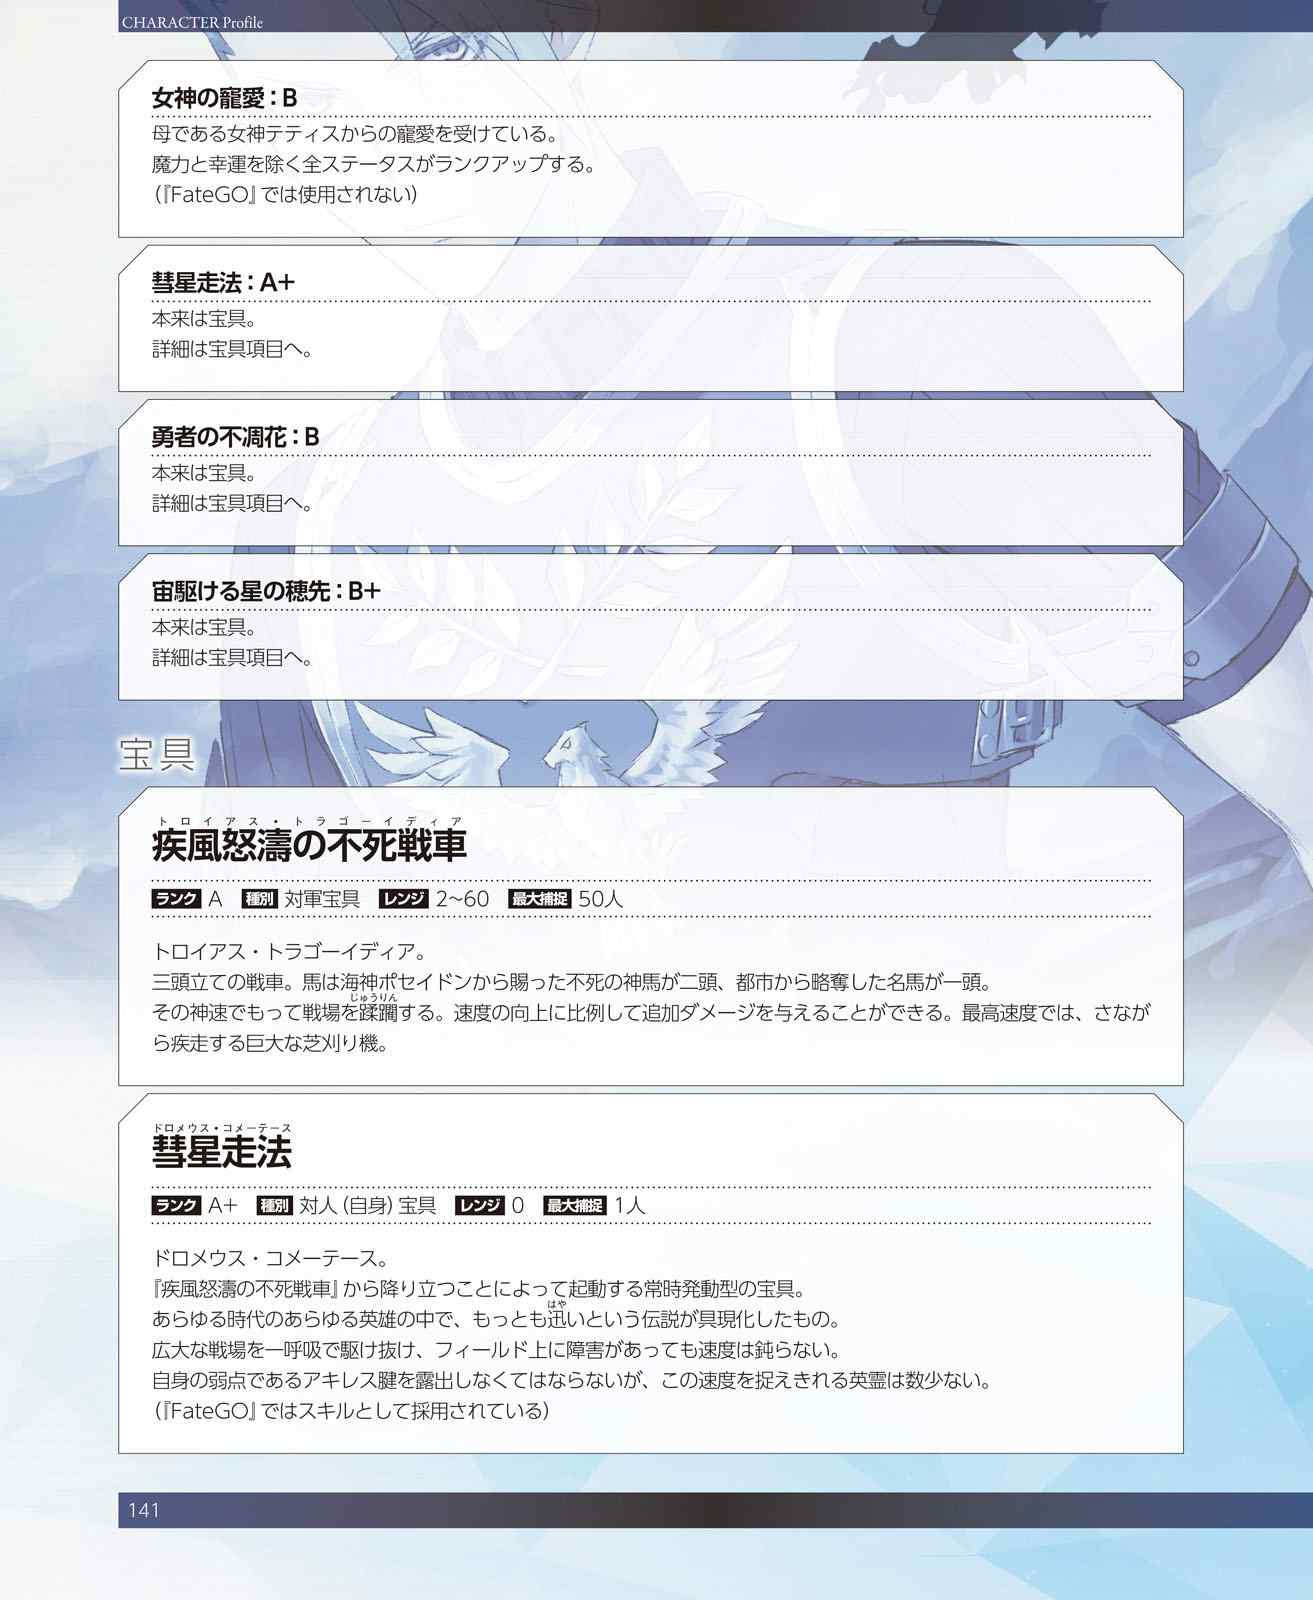 CHARACTER Profile
女神の寵愛：B
母である女神テティスからの寵愛を受けている。
魔力と幸運を除く全ステータスがランクアップする。
（『FateGO』では使用されない）
彗星走法：A+
本来は宝具。
詳細は宝具項目へ。
勇者の不凋花：B
本来は宝具。
詳細は宝具項目へ。
宙駆ける星の穂先：B+
本来は宝具。
詳細は宝具項目へ。
宝具
トロイアス・トラゴーイディア
疾風怒濤の不死戦車
ランク A 種別 対軍宝具 レンジ 2~60 最大捕捉 50人
トロイアス・トラゴーイディア。
三頭立ての戦車。馬は海神ポセイドンから賜った不死の神馬が二頭、都市から略奪した名馬が一頭。
じゅうりん
その神速でもって戦場を蹂躙する。速度の向上に比例して追加ダメージを与えることができる。最高速度では、さなが
ら疾走する巨大な芝刈り機。
ドロメウス・コメーテース
彗星走法
ランク A+ 種別 対人（自身）宝具 レンジ 0 最大捕捉 1人
ドロメウス・コメーテース。
『疾風怒濤の不死戦車』から降り立つことによって起動する常時発動型の宝具。
はや
あらゆる時代のあらゆる英雄の中で、もっとも迅いという伝説が具現化したもの。
広大な戦場を一呼吸で駆け抜け、フィールド上に障害があっても速度は鈍らない。
自身の弱点であるアキレス腱を露出しなくてはならないが、この速度を捉えきれる英霊は数少ない。
（『FateGO』ではスキルとして採用されている）
141